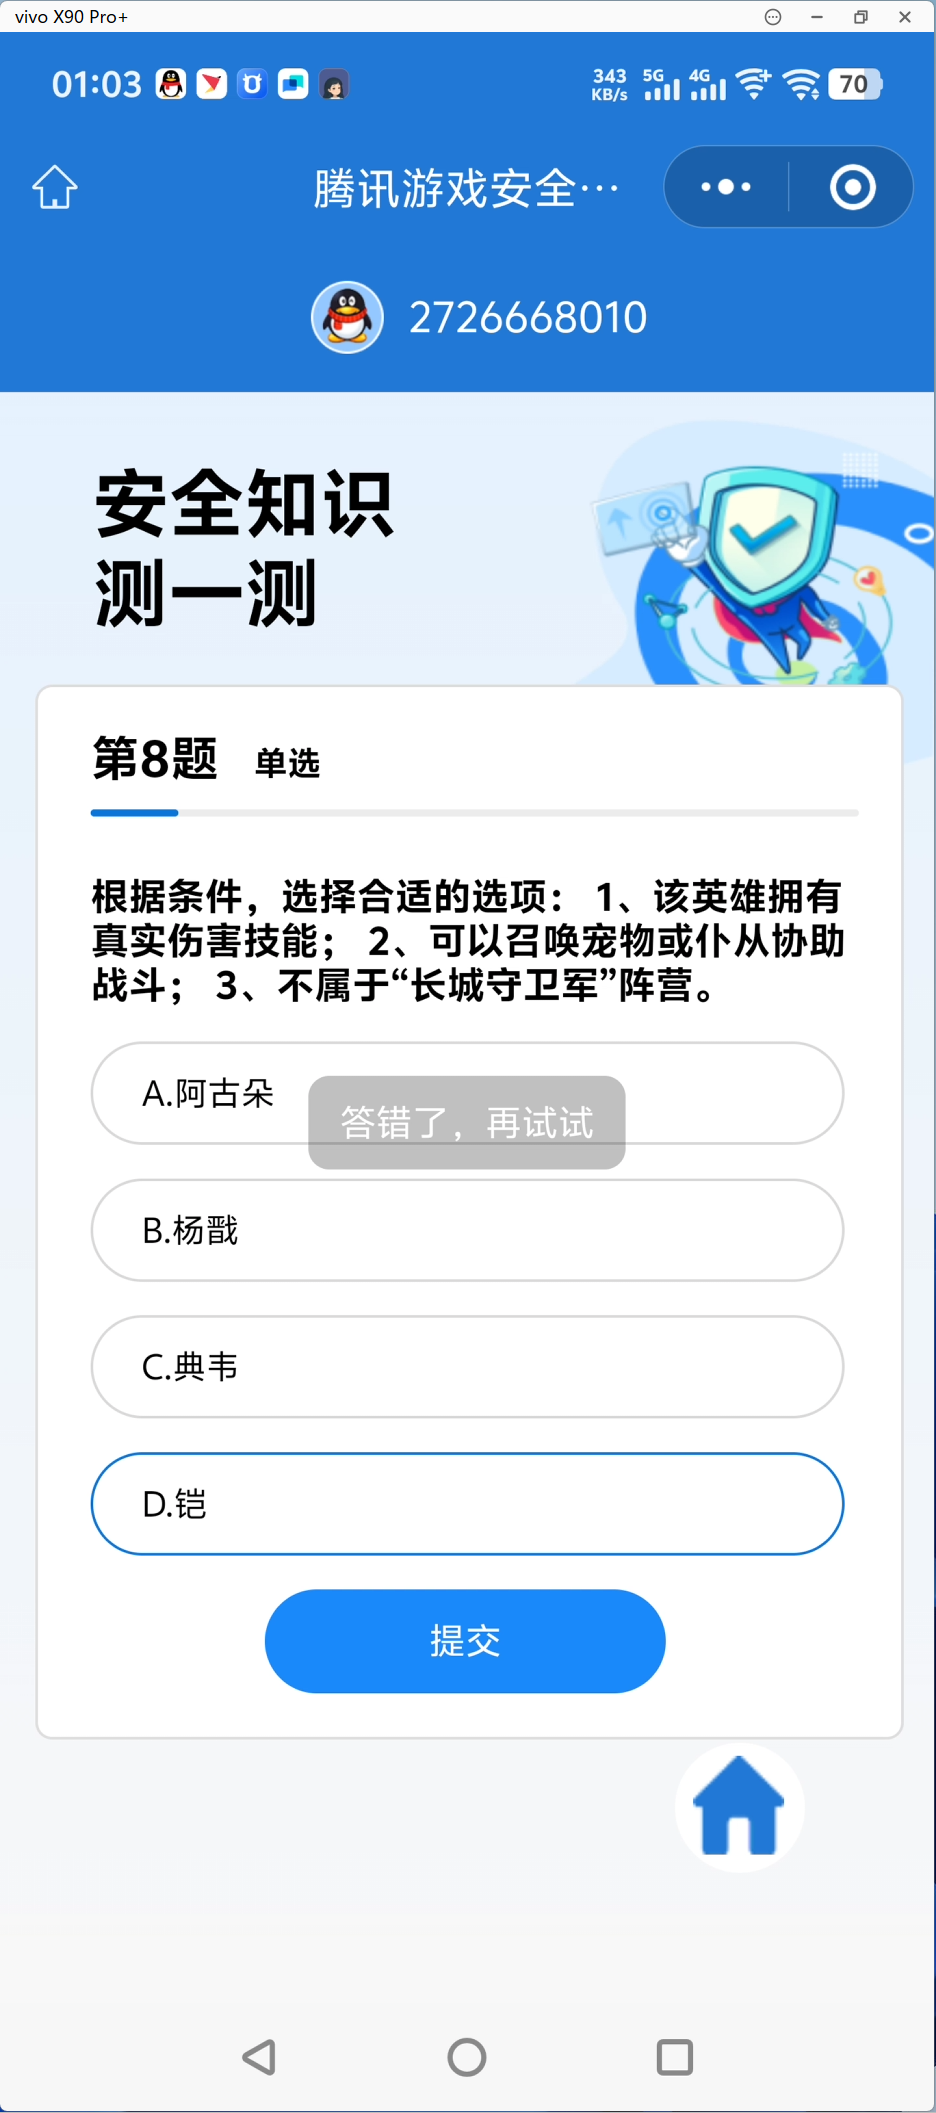 vivo X90 Pro+
01:03
343 KB/s 5G 4G 70
腾讯游戏安全…
2726668010
安全知识
测一测
第8题 单选
根据条件，选择合适的选项： 1、该英雄拥有
真实伤害技能； 2、可以召唤宠物或仆从协助
战斗； 3、不属于“长城守卫军”阵营。
A.阿古朵
答错了，再试试
B.杨戬
C.典韦
D.铠
提交